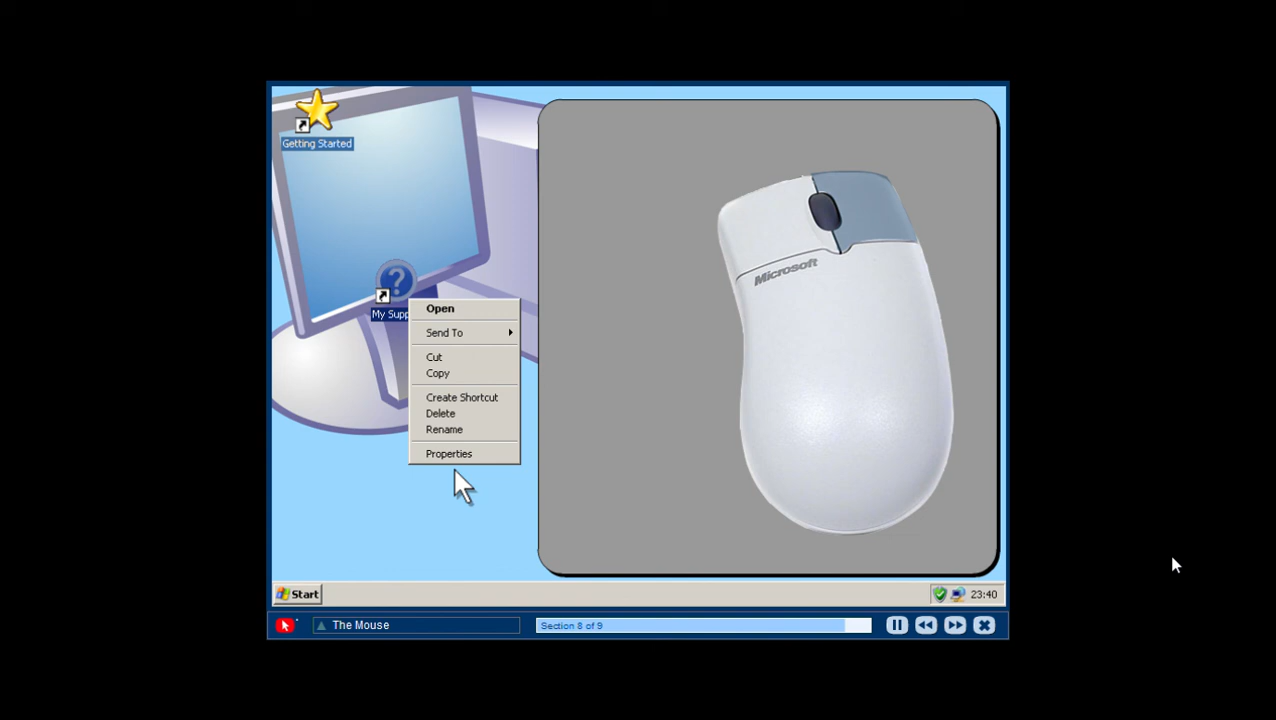 Getting Started
My Supp
Open
Send To
Cut
Copy
Create Shortcut
Delete
Rename
Properties
Microsoft
Start
23:40
The Mouse
Section 8 of 9